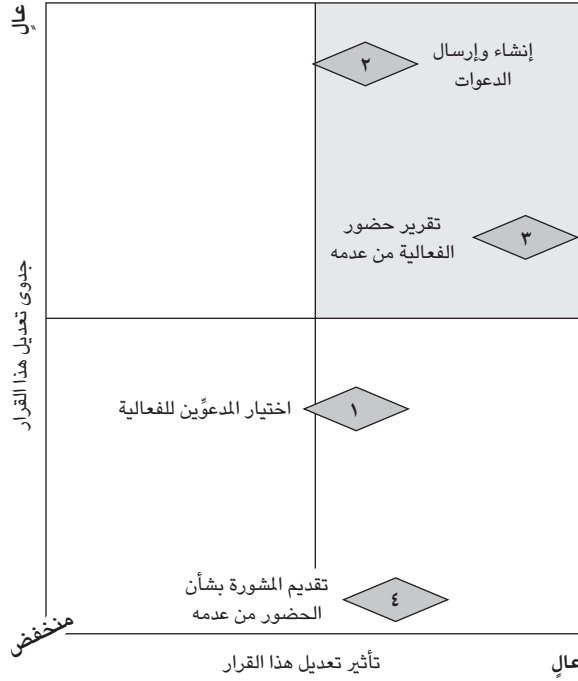 عالٍ
إنشاء وإرسال
الدعوات
٢
تقرير حضور
الفعالية من عدمه
٣
جدوى تعديل هذا القرار
اختيار المدعوِّين للفعالية
١
تقديم المشورة بشأن
الحضور من عدمه
٤
منخفض
تأثير تعديل هذا القرار
عالٍ